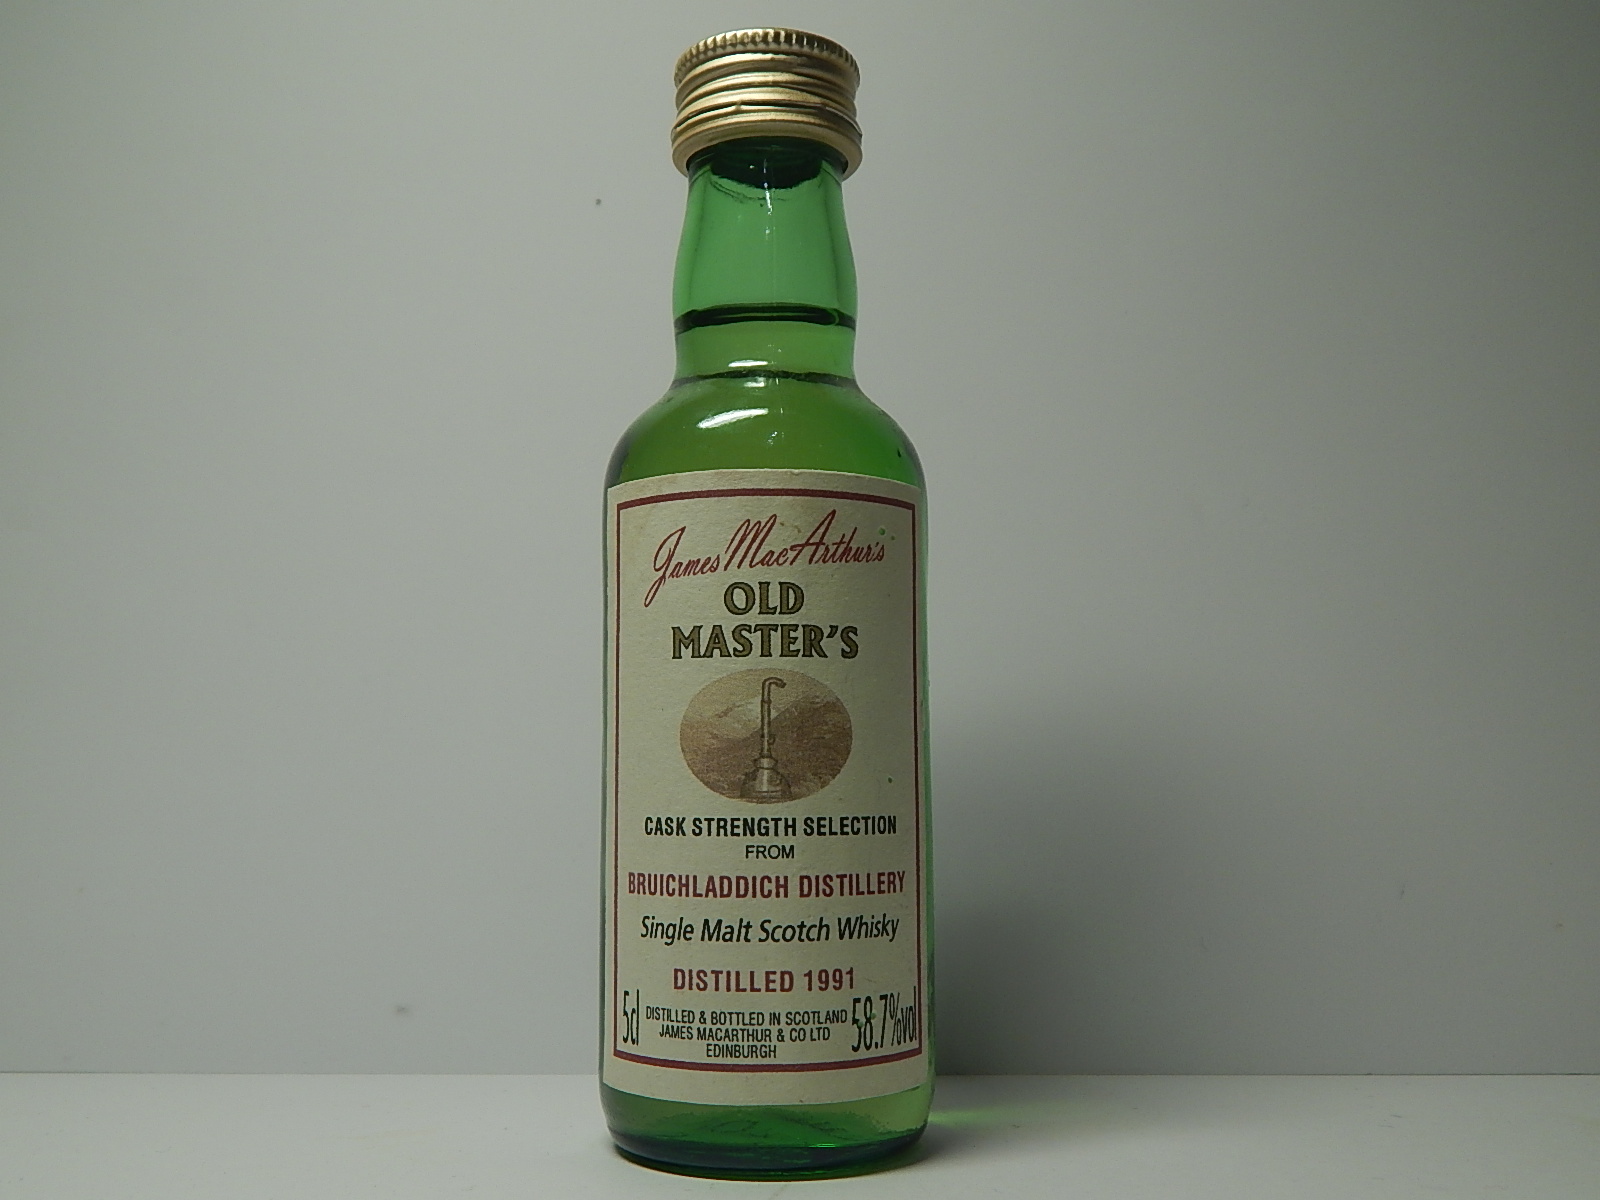 James MacArthur's
OLD
MASTER'S
CASK STRENGTH SELECTION
FROM
BRUICHLADDICH DISTILLERY
Single Malt Scotch Whisky
DISTILLED 1991
5cl
DISTILLED & BOTTLED IN SCOTLAND
JAMES MACARTHUR & CO LTD
EDINBURGH
58.7%vol